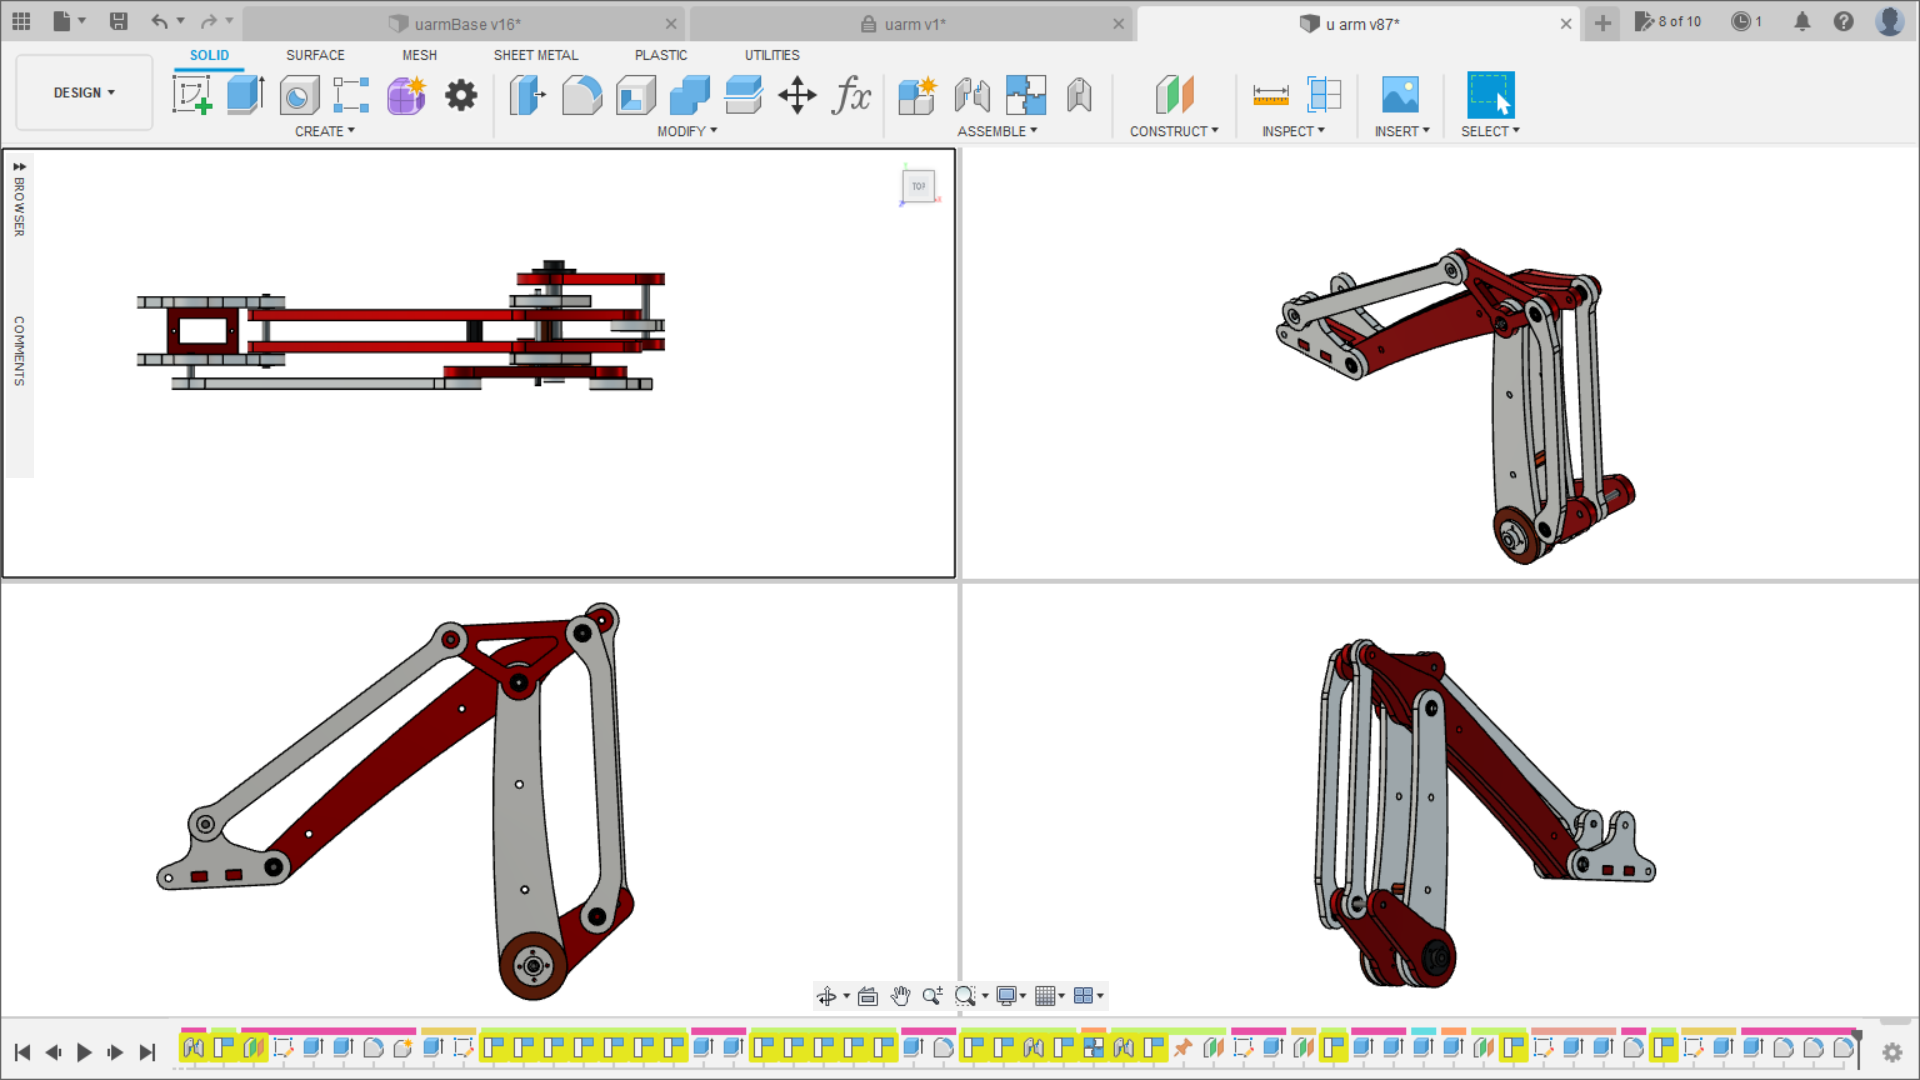 uarmBase v16*
uarm v1*
u arm v87*
8 of 10
1
SOLID
SURFACE
MESH
SHEET METAL
PLASTIC
UTILITIES
DESIGN
fx
CREATE
MODIFY
ASSEMBLE
CONSTRUCT
INSPECT
INSERT
SELECT
BROWSER
COMMENTS
TOP